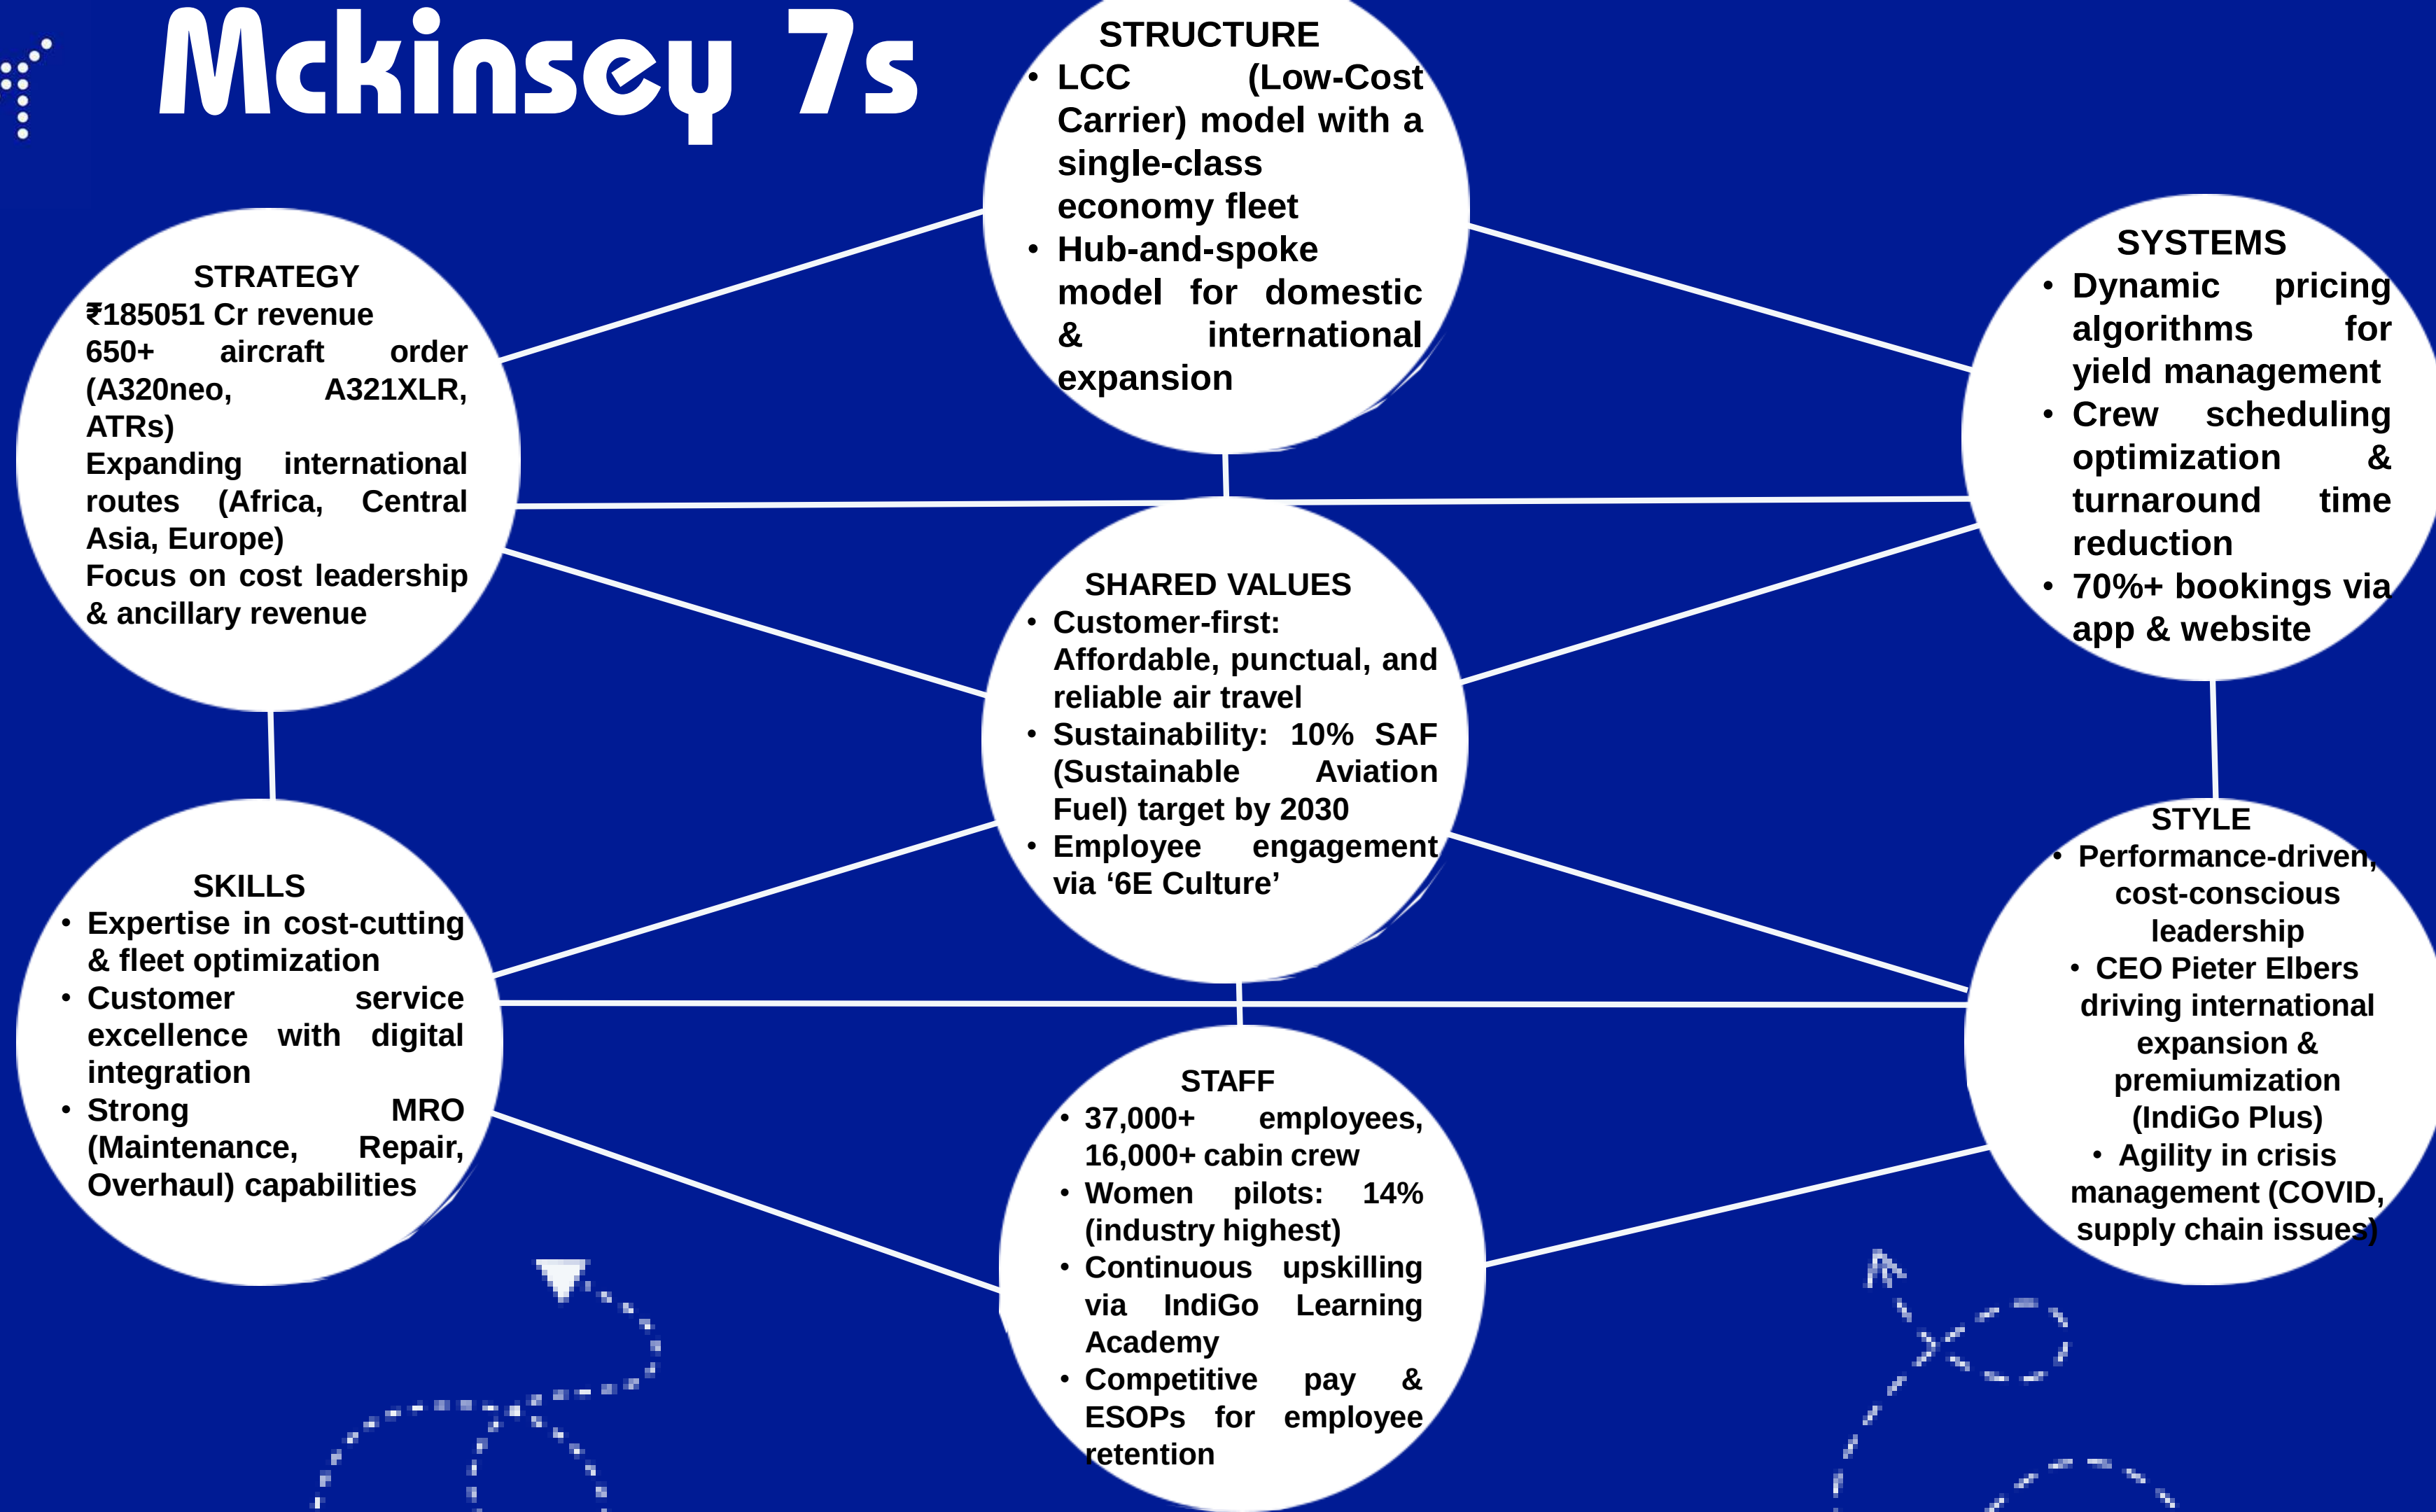 Mckinsey 7s
STRUCTURE
• LCC (Low-Cost
Carrier) model with a
single-class
economy fleet
• Hub-and-spoke
model for domestic
& international
expansion
STRATEGY
₹185051 Cr revenue
650+ aircraft order
(A320neo, A321XLR,
ATRs)
Expanding international
routes (Africa, Central
Asia, Europe)
Focus on cost leadership
& ancillary revenue
SYSTEMS
• Dynamic pricing
algorithms for
yield management
• Crew scheduling
optimization &
turnaround time
reduction
• 70%+ bookings via
app & website
SHARED VALUES
• Customer-first:
Affordable, punctual, and
reliable air travel
• Sustainability: 10% SAF
(Sustainable Aviation
Fuel) target by 2030
• Employee engagement
via ‘6E Culture’
SKILLS
• Expertise in cost-cutting
& fleet optimization
• Customer service
excellence with digital
integration
• Strong MRO
(Maintenance, Repair,
Overhaul) capabilities
STYLE
• Performance-driven,
cost-conscious
leadership
• CEO Pieter Elbers
driving international
expansion &
premiumization
(IndiGo Plus)
• Agility in crisis
management (COVID,
supply chain issues)
STAFF
• 37,000+ employees,
16,000+ cabin crew
• Women pilots: 14%
(industry highest)
• Continuous upskilling
via IndiGo Learning
Academy
• Competitive pay &
ESOPs for employee
retention